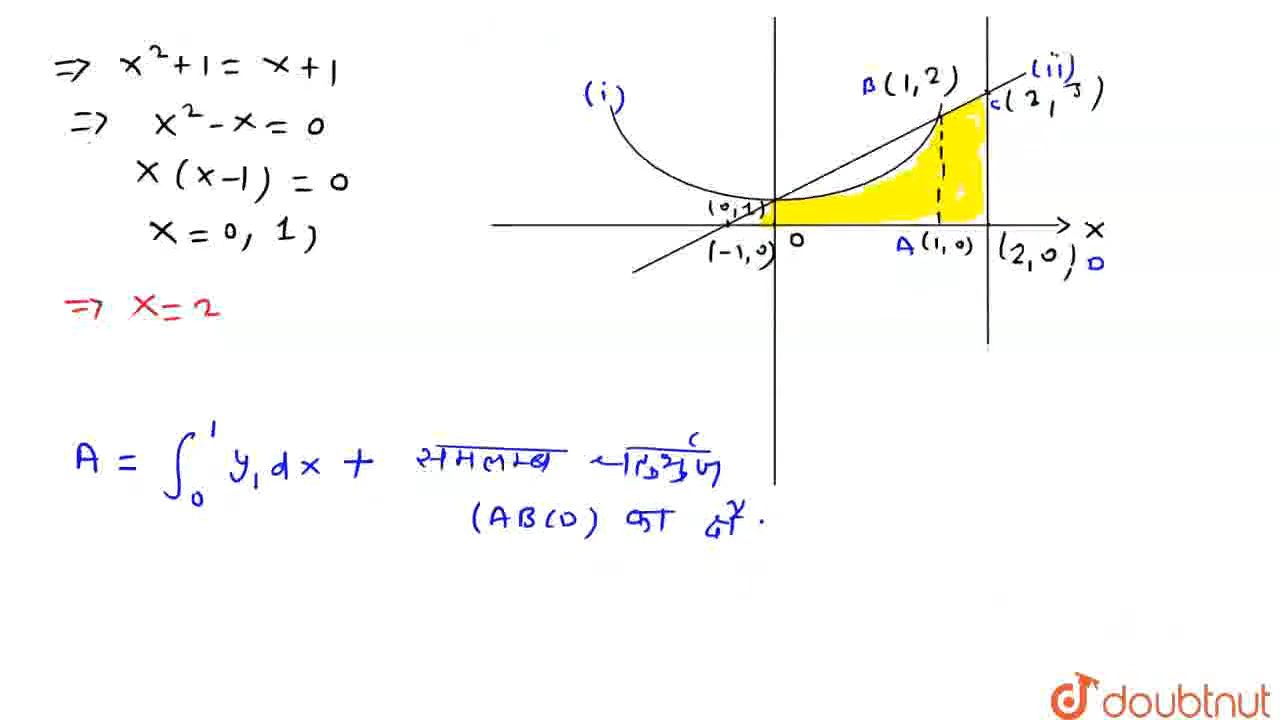 ⇒ x² + 1 = x + 1
⇒ x² - x = 0
x (x - 1) = 0
x = 0, 1,
⇒ x = 2
(i)
B (1, 2)
(ii)
C (2, 3)
(0, 1)
(-1, 0)
O
A (1, 0)
(2, 0) D
X
A = ∫₀¹ y₁ dx + समलम्ब चतुर्भुज
(ABCD) का क्षे॰
doubtnut